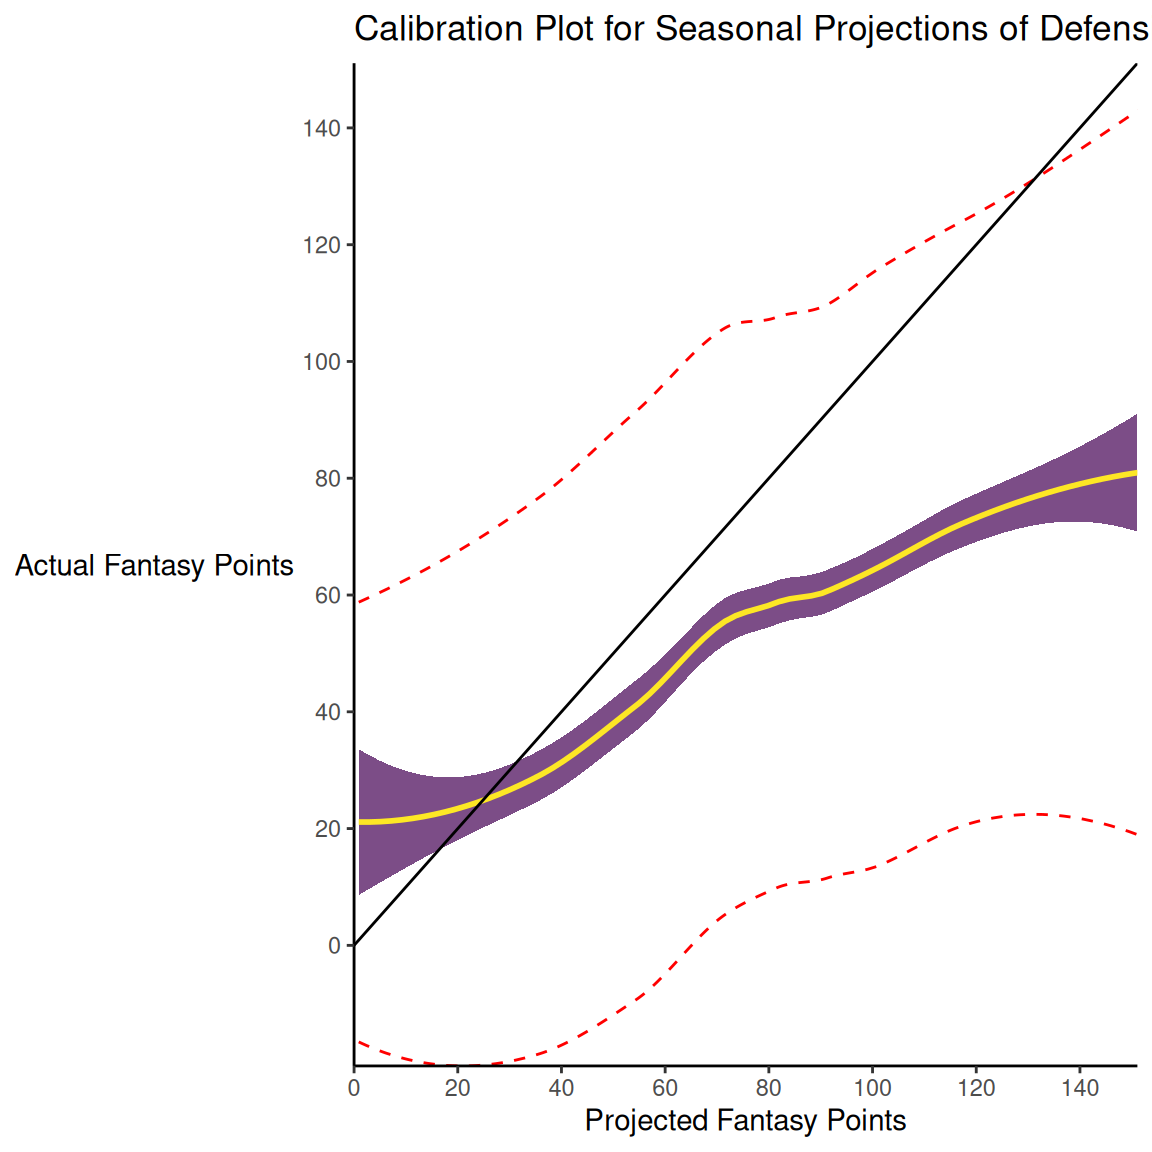 Calibration Plot for Seasonal Projections of Defens
140
120
100
80
60
40
20
0
Actual Fantasy Points
0 20 40 60 80 100 120 140
Projected Fantasy Points